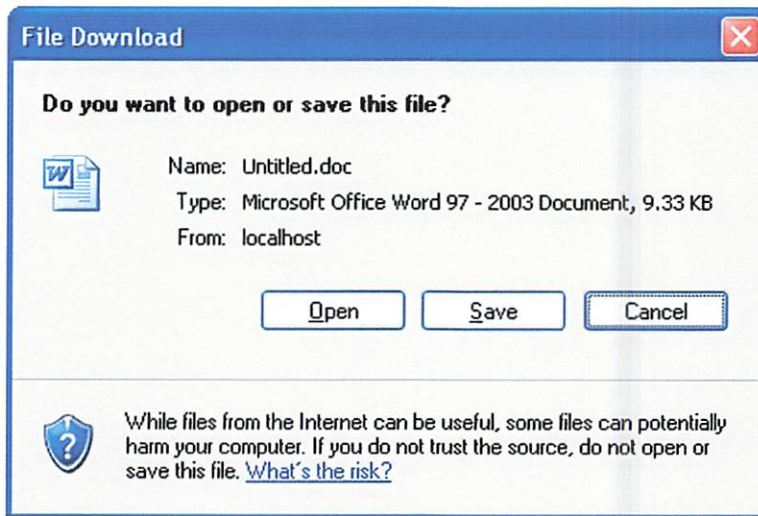 File Download
Do you want to open or save this file?
Name: Untitled.doc
Type: Microsoft Office Word 97 - 2003 Document, 9.33 KB
From: localhost
Open Save Cancel
While files from the Internet can be useful, some files can potentially
harm your computer. If you do not trust the source, do not open or
save this file. What's the risk?